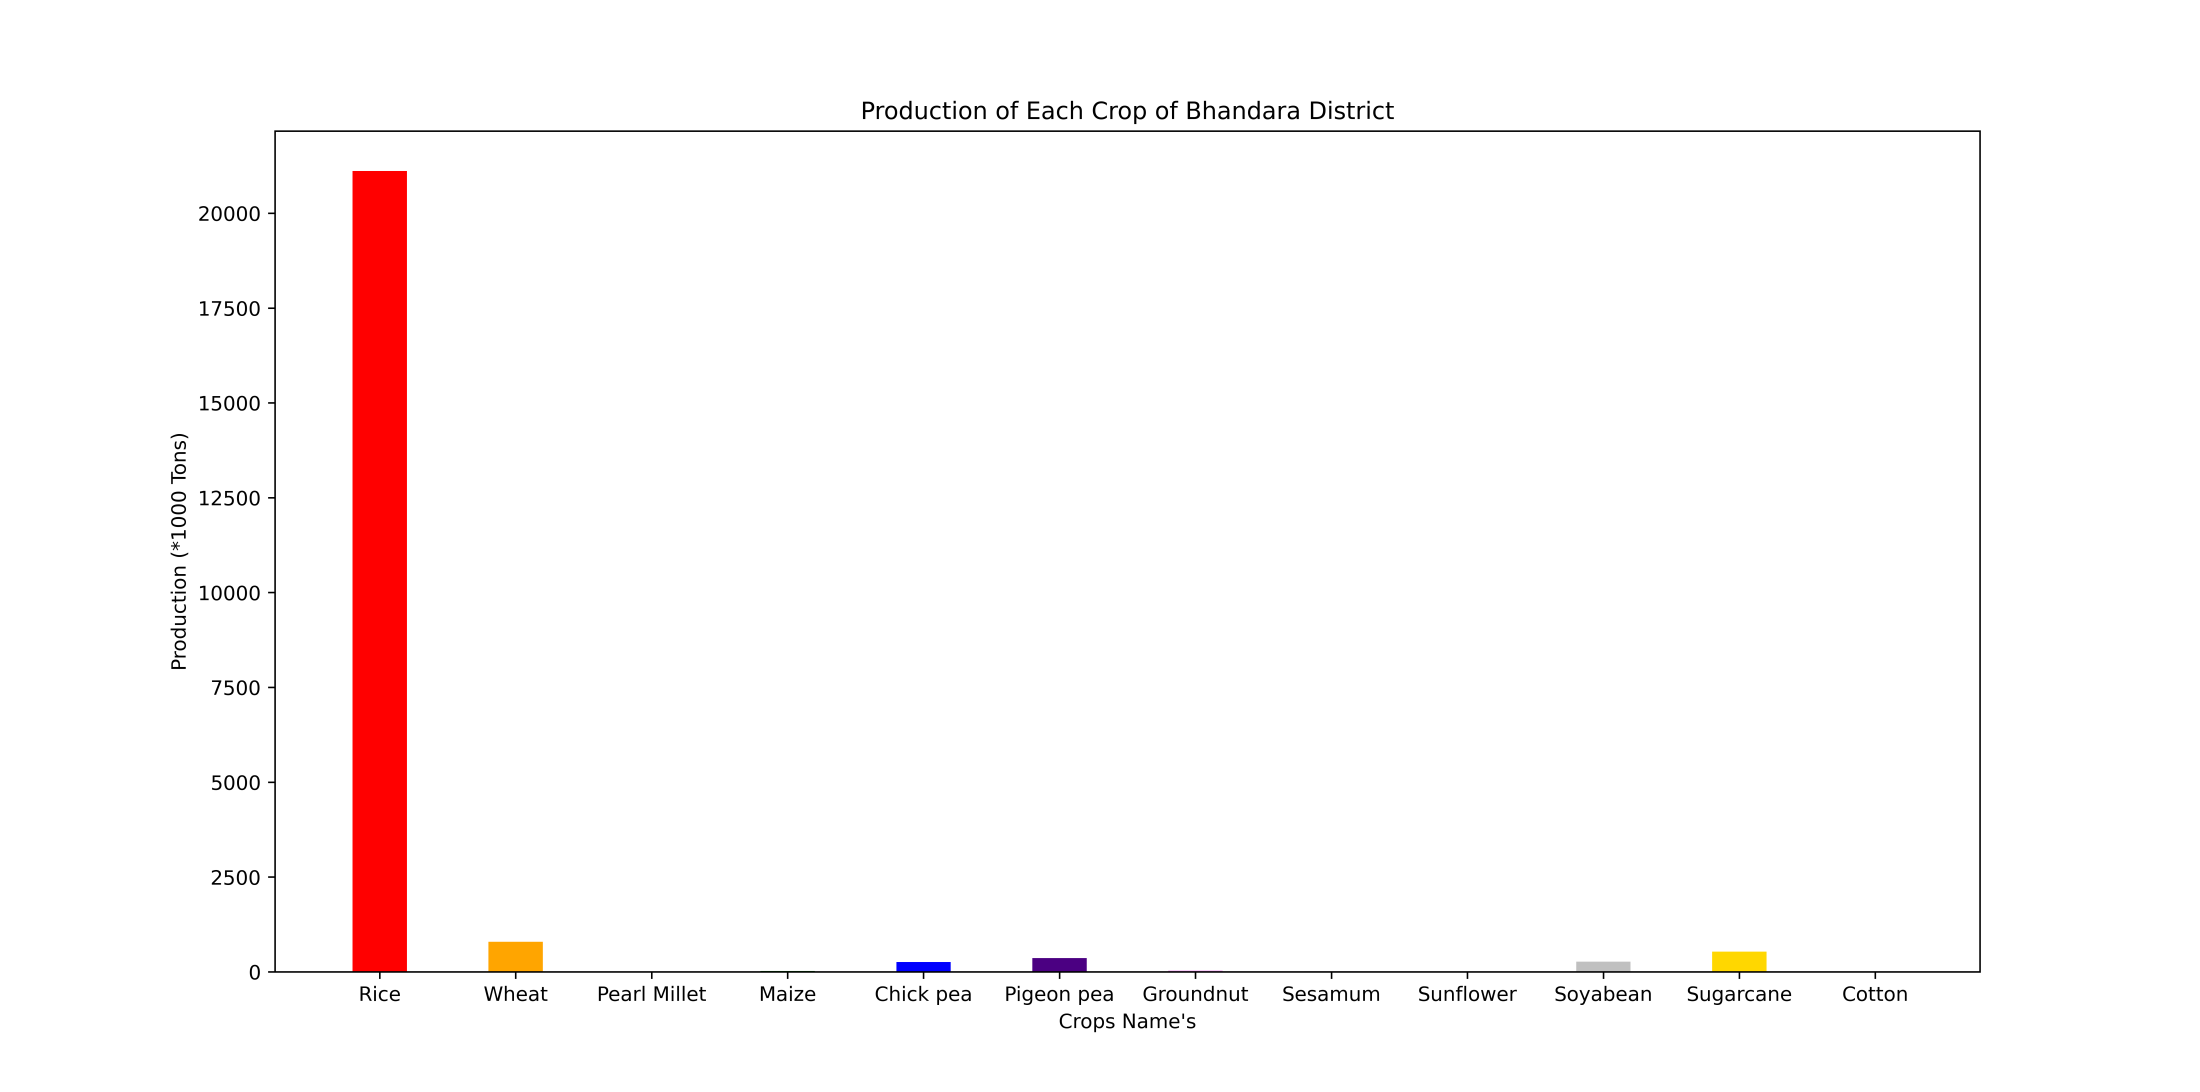 Production of Each Crop of Bhandara District
Production (*1000 Tons)
20000
17500
15000
12500
10000
7500
5000
2500
0
Rice Wheat Pearl Millet Maize Chick pea Pigeon pea Groundnut Sesamum Sunflower Soyabean Sugarcane Cotton
Crops Name's